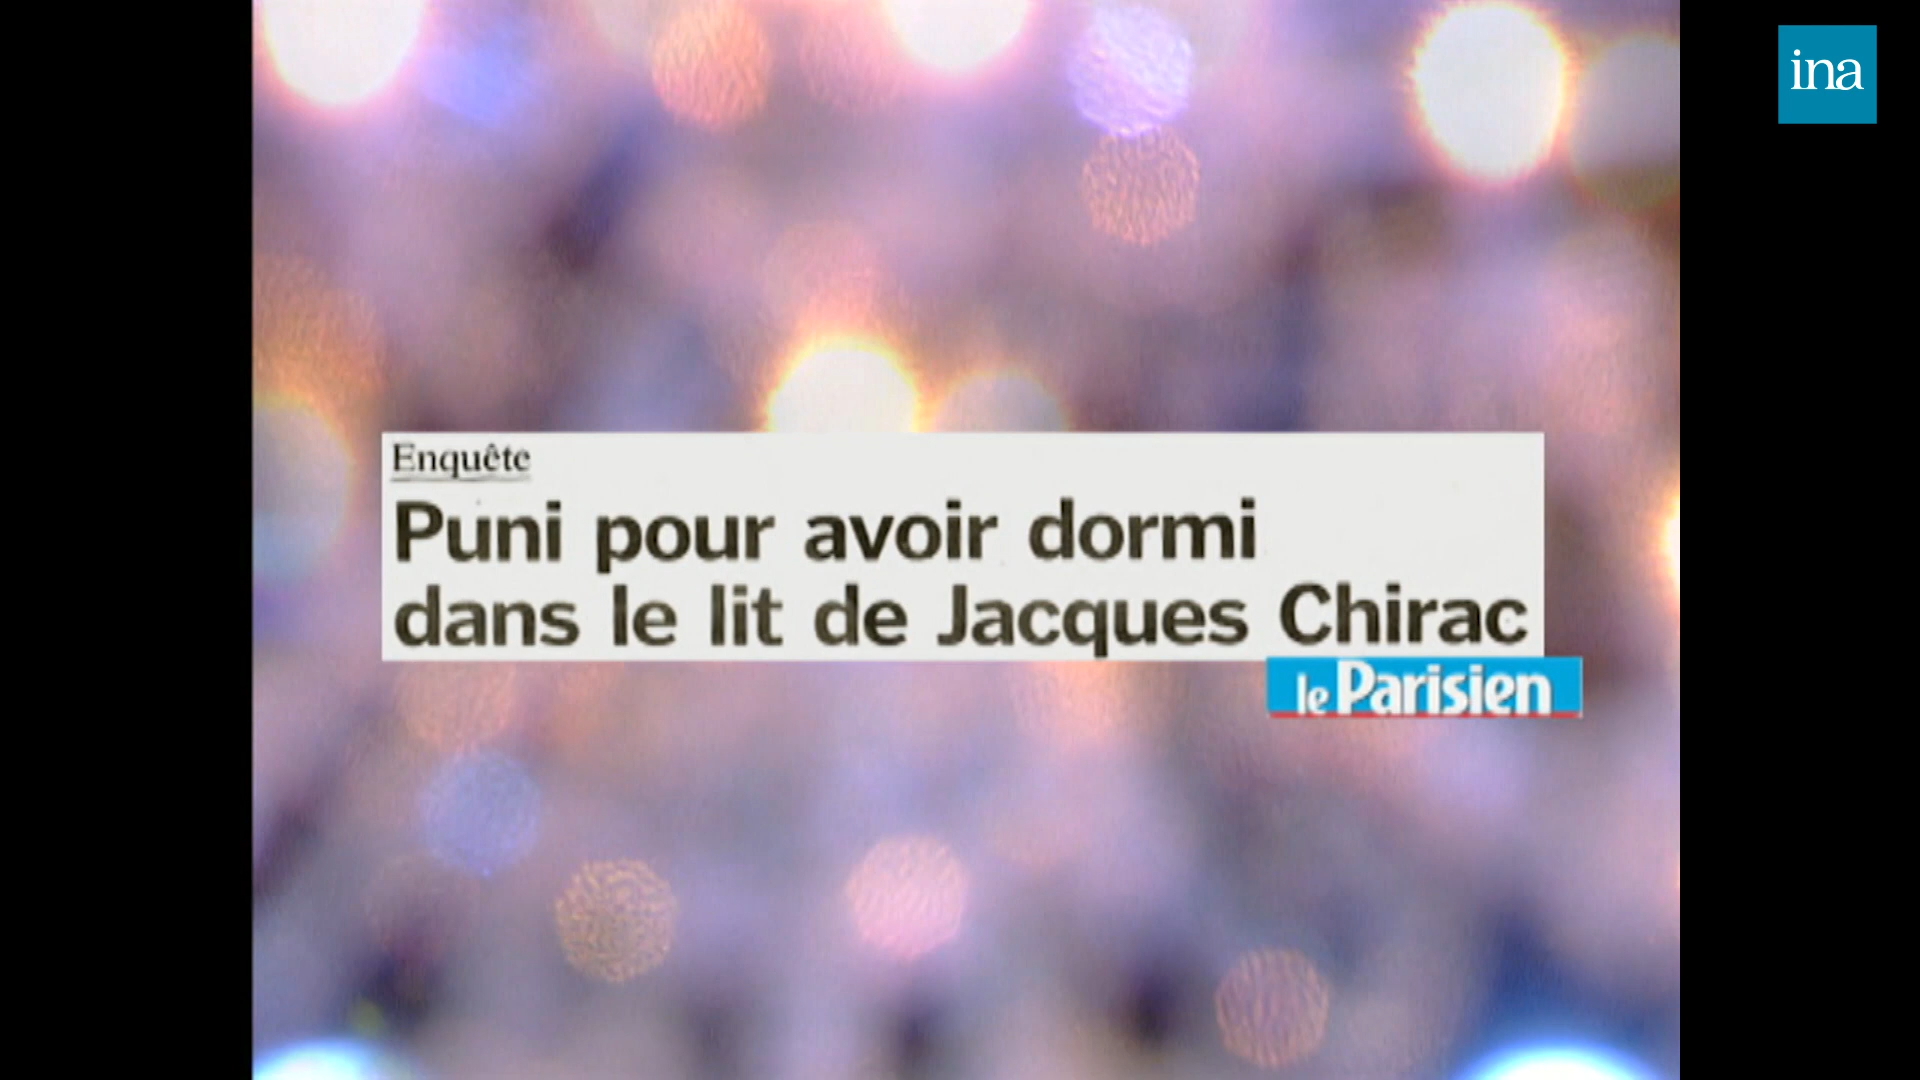 ina
Enquête
Puni pour avoir dormi
dans le lit de Jacques Chirac
le Parisien